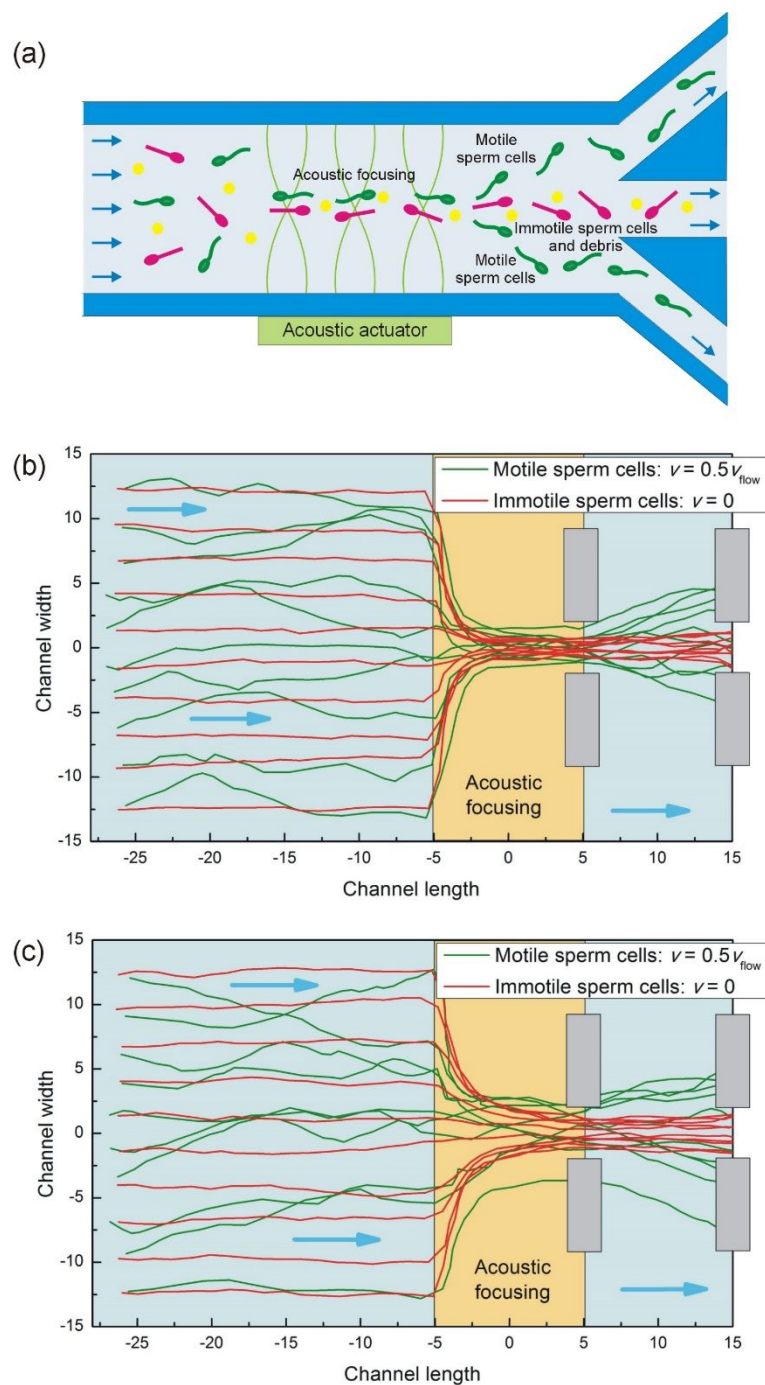 (a)
Motile
sperm cells
Acoustic focusing
Immotile sperm cells
and debris
Motile
sperm cells
Acoustic actuator
(b)
15
10
5
0
-5
-10
-15
Channel width
Motile sperm cells: v = 0.5v_flow
Immotile sperm cells: v = 0
Acoustic
focusing
-25 -20 -15 -10 -5 0 5 10 15
Channel length
(c)
15
10
5
0
-5
-10
-15
Channel width
Motile sperm cells: v = 0.5v_flow
Immotile sperm cells: v = 0
Acoustic
focusing
-25 -20 -15 -10 -5 0 5 10 15
Channel length